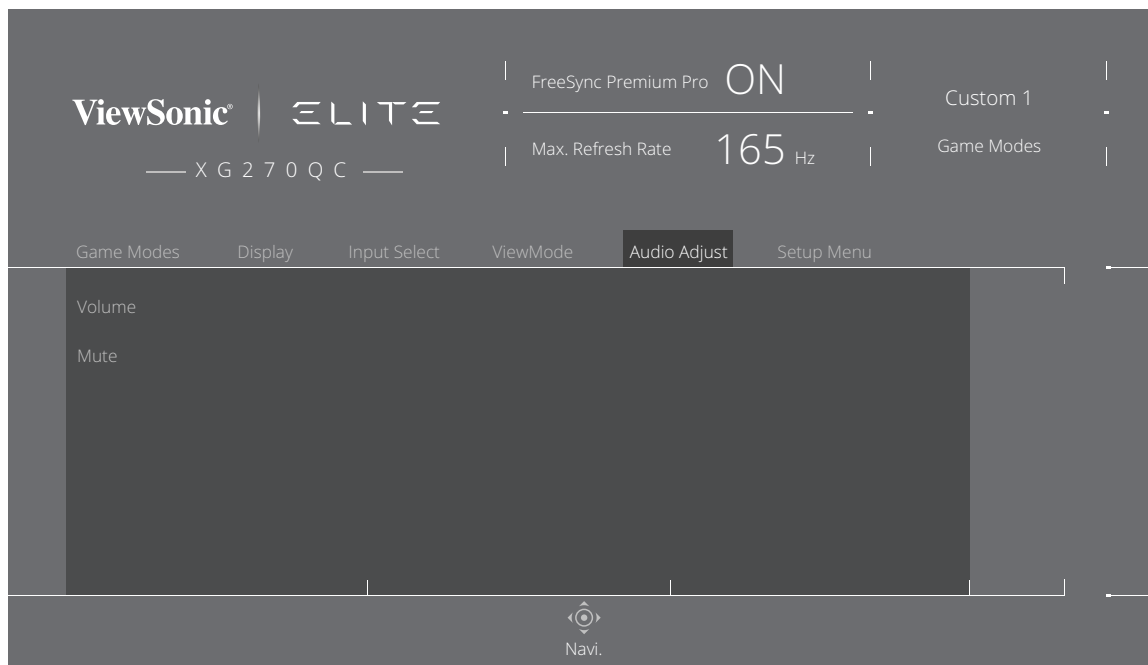 ViewSonic® ELITE
XG270QC
FreeSync Premium Pro ON
Max. Refresh Rate 165 Hz
Custom 1
Game Modes
Game Modes Display Input Select ViewMode Audio Adjust Setup Menu
Volume
Mute
Navi.